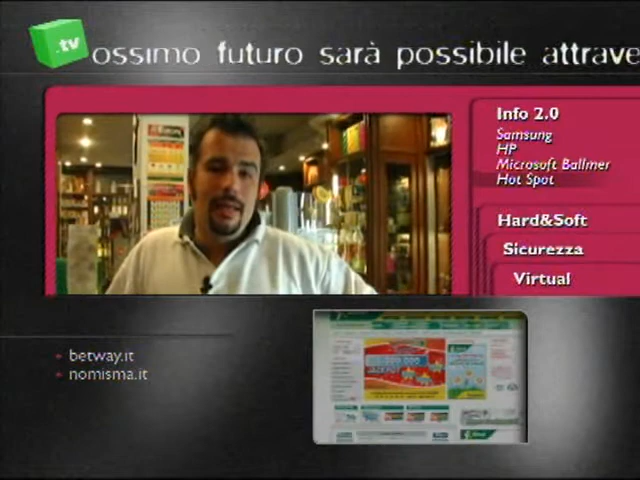 .tv
ossimo futuro sarà possibile attrave
Info 2.0
Samsung
HP
Microsoft Ballmer
Hot Spot
Hard&Soft
Sicurezza
Virtual
betway.it
nomisma.it
JACKPOT